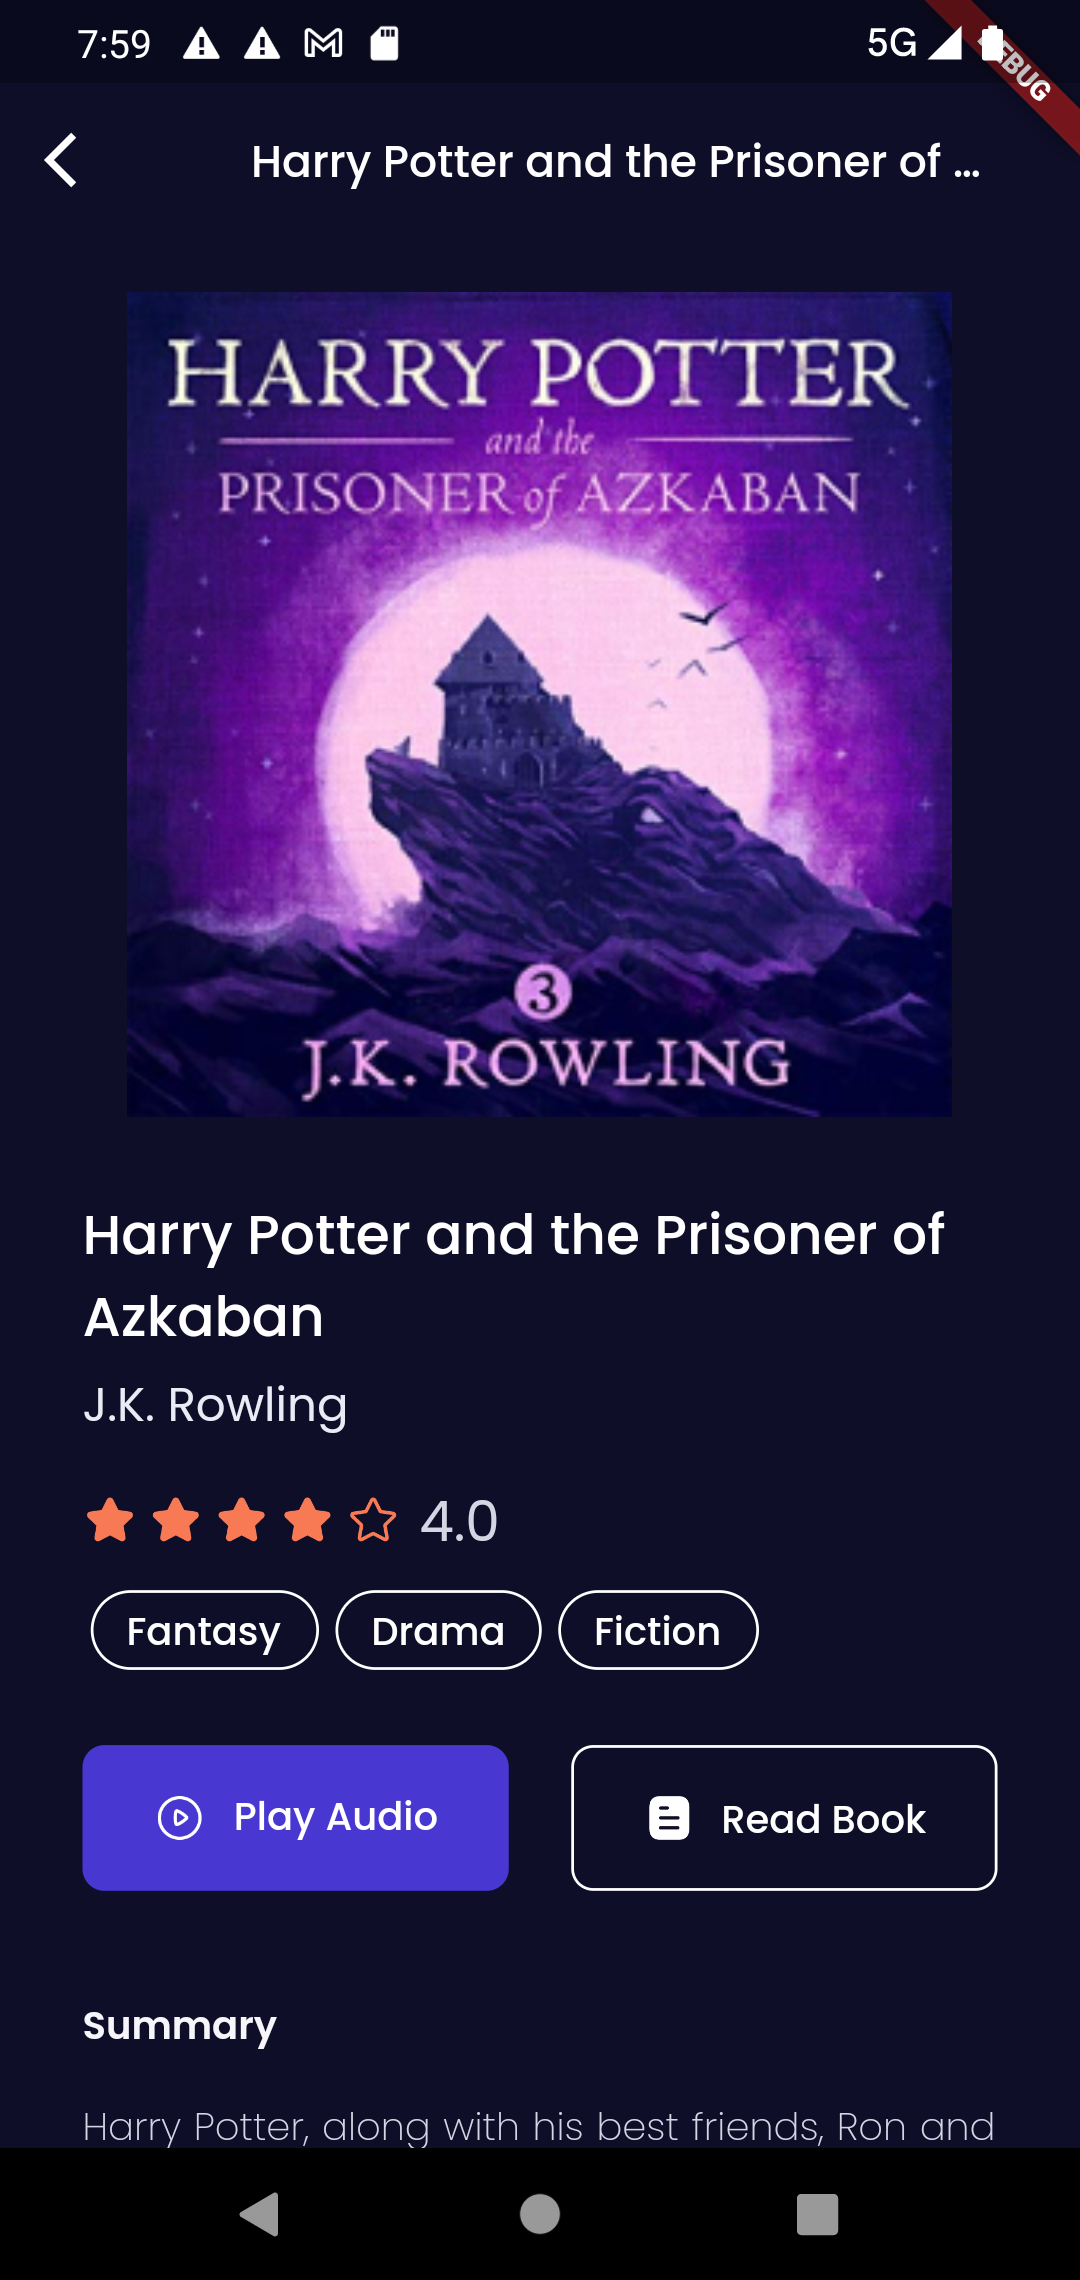 7:59
5G
DEBUG
Harry Potter and the Prisoner of ...
HARRY POTTER
and the
PRISONER of AZKABAN
3
J.K. ROWLING
Harry Potter and the Prisoner of
Azkaban
J.K. Rowling
4.0
Fantasy Drama Fiction
Play Audio Read Book
Summary
Harry Potter, along with his best friends, Ron and